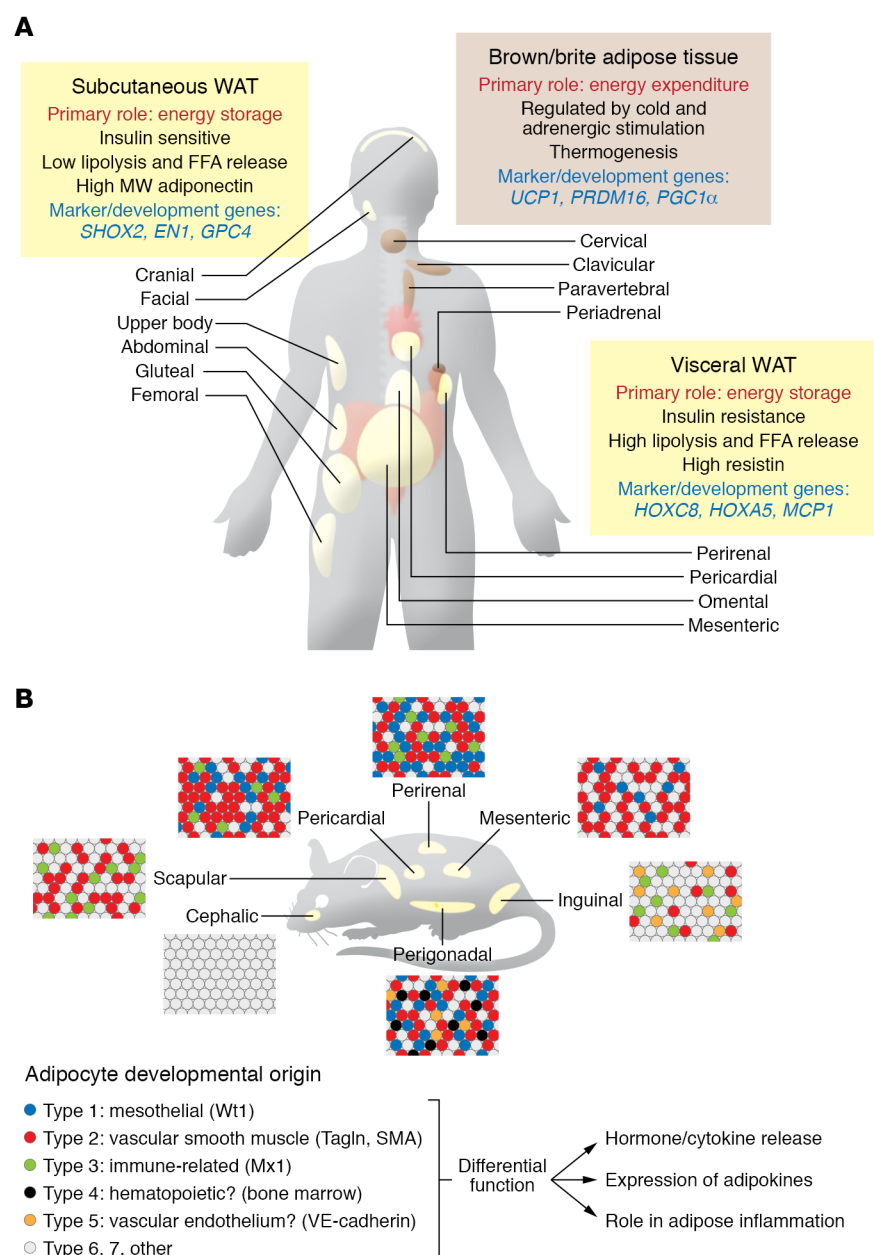 A
Subcutaneous WAT
Primary role: energy storage
Insulin sensitive
Low lipolysis and FFA release
High MW adiponectin
Marker/development genes:
SHOX2, EN1, GPC4
Brown/brite adipose tissue
Primary role: energy expenditure
Regulated by cold and
adrenergic stimulation
Thermogenesis
Marker/development genes:
UCP1, PRDM16, PGC1α
Cranial
Facial
Upper body
Abdominal
Gluteal
Femoral
Cervical
Clavicular
Paravertebral
Periadrenal
Visceral WAT
Primary role: energy storage
Insulin resistance
High lipolysis and FFA release
High resistin
Marker/development genes:
HOXC8, HOXA5, MCP1
Perirenal
Pericardial
Omental
Mesenteric
B
Perirenal
Pericardial
Mesenteric
Scapular
Cephalic
Inguinal
Perigonadal
Adipocyte developmental origin
Type 1: mesothelial (Wt1)
Type 2: vascular smooth muscle (Tagln, SMA)
Type 3: immune-related (Mx1)
Type 4: hematopoietic? (bone marrow)
Type 5: vascular endothelium? (VE-cadherin)
Type 6, 7, other
Differential
function
Hormone/cytokine release
Expression of adipokines
Role in adipose inflammation